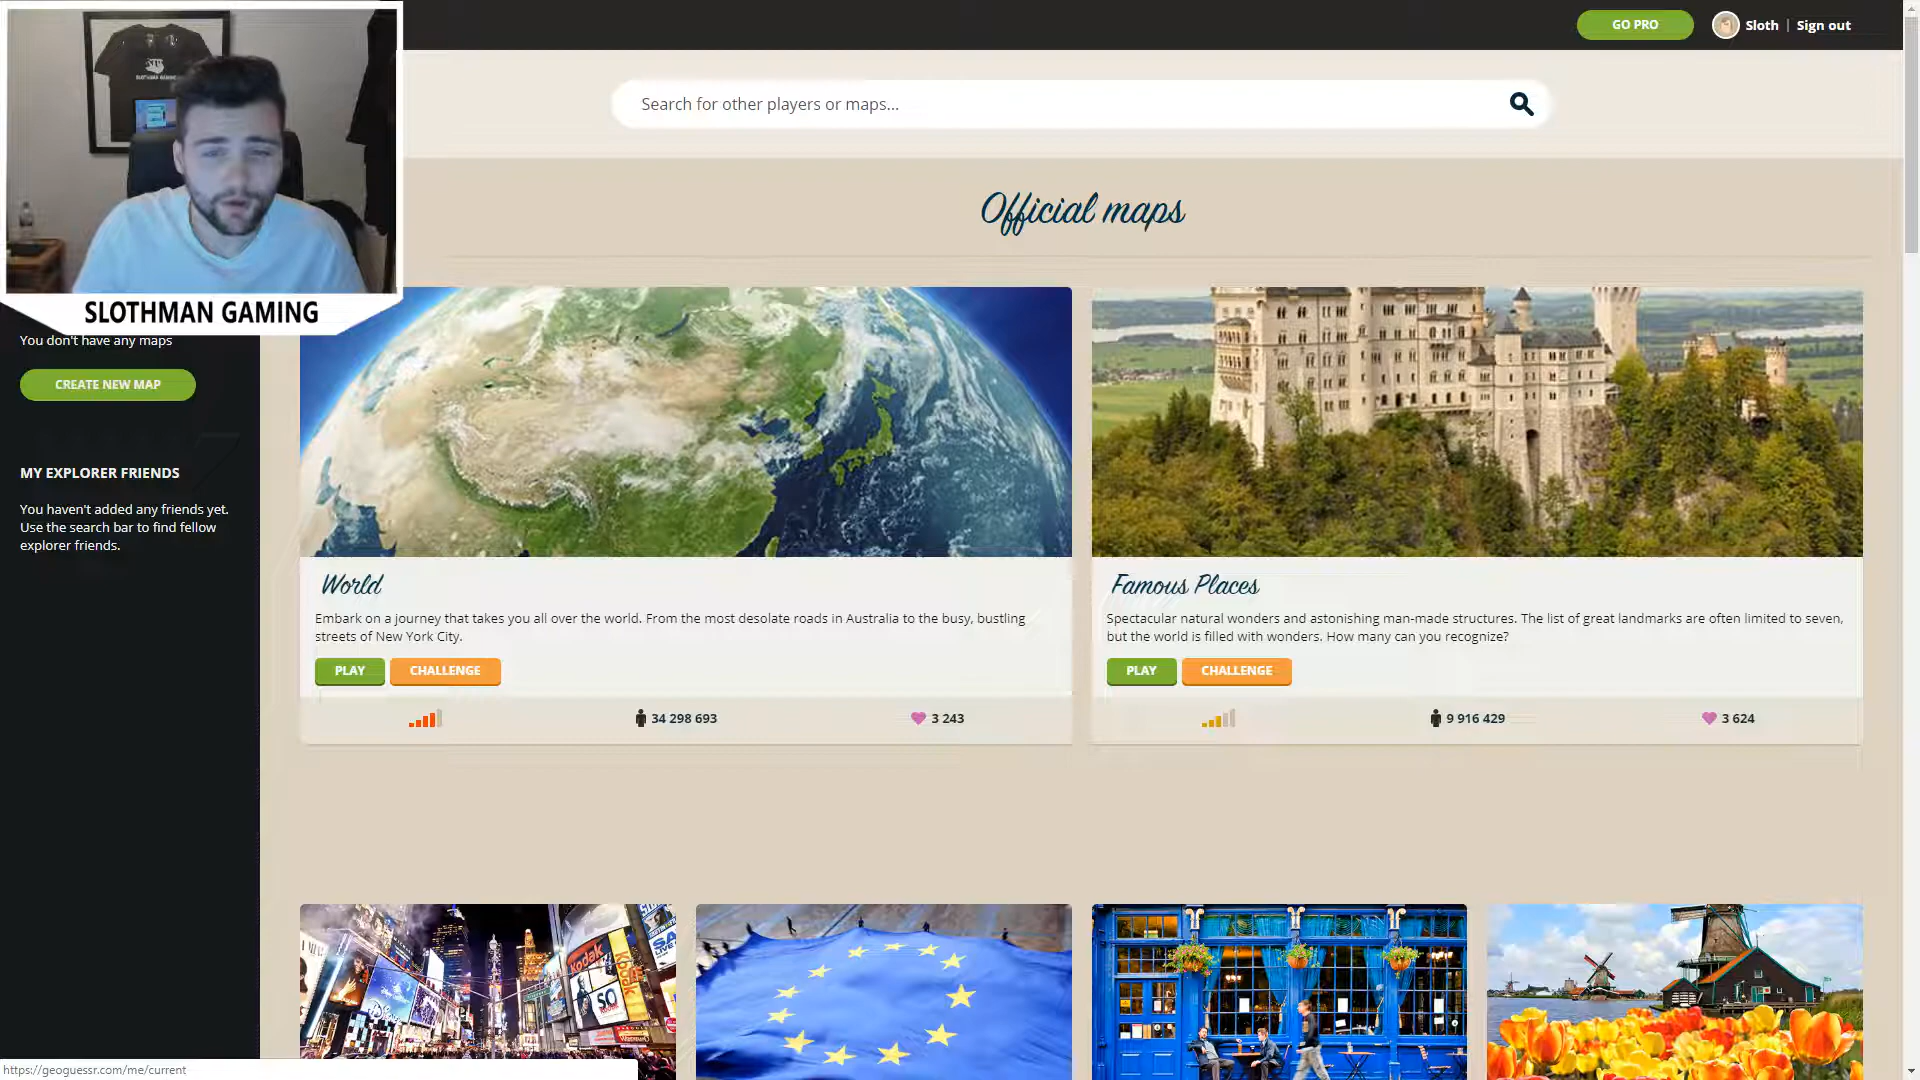 GO PRO
Sloth | Sign out
Search for other players or maps...
Official maps
SLOTHMAN GAMING
You don't have any maps
CREATE NEW MAP
MY EXPLORER FRIENDS
You haven't added any friends yet.
Use the search bar to find fellow
explorer friends.
World
Embark on a journey that takes you all over the world. From the most desolate roads in Australia to the busy, bustling
streets of New York City.
PLAY CHALLENGE
34 298 693 3 243
Famous Places
Spectacular natural wonders and astonishing man-made structures. The list of great landmarks are often limited to seven,
but the world is filled with wonders. How many can you recognize?
PLAY CHALLENGE
9 916 429 3 624
Kodak
Kodak
SO
https://geoguessr.com/me/current